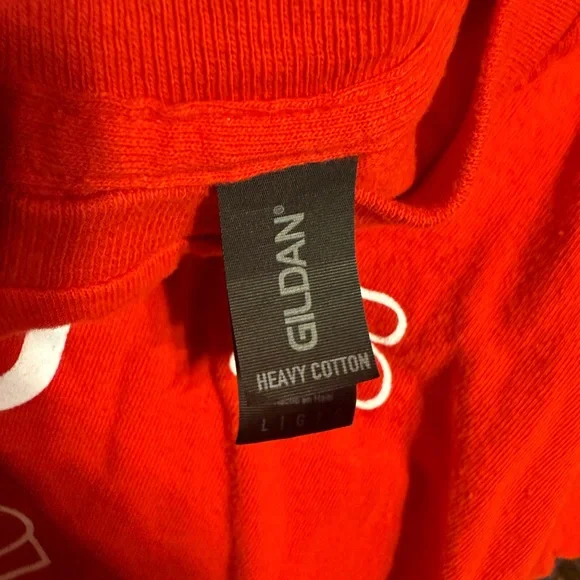 GILDAN®
HEAVY COTTON
L | G |